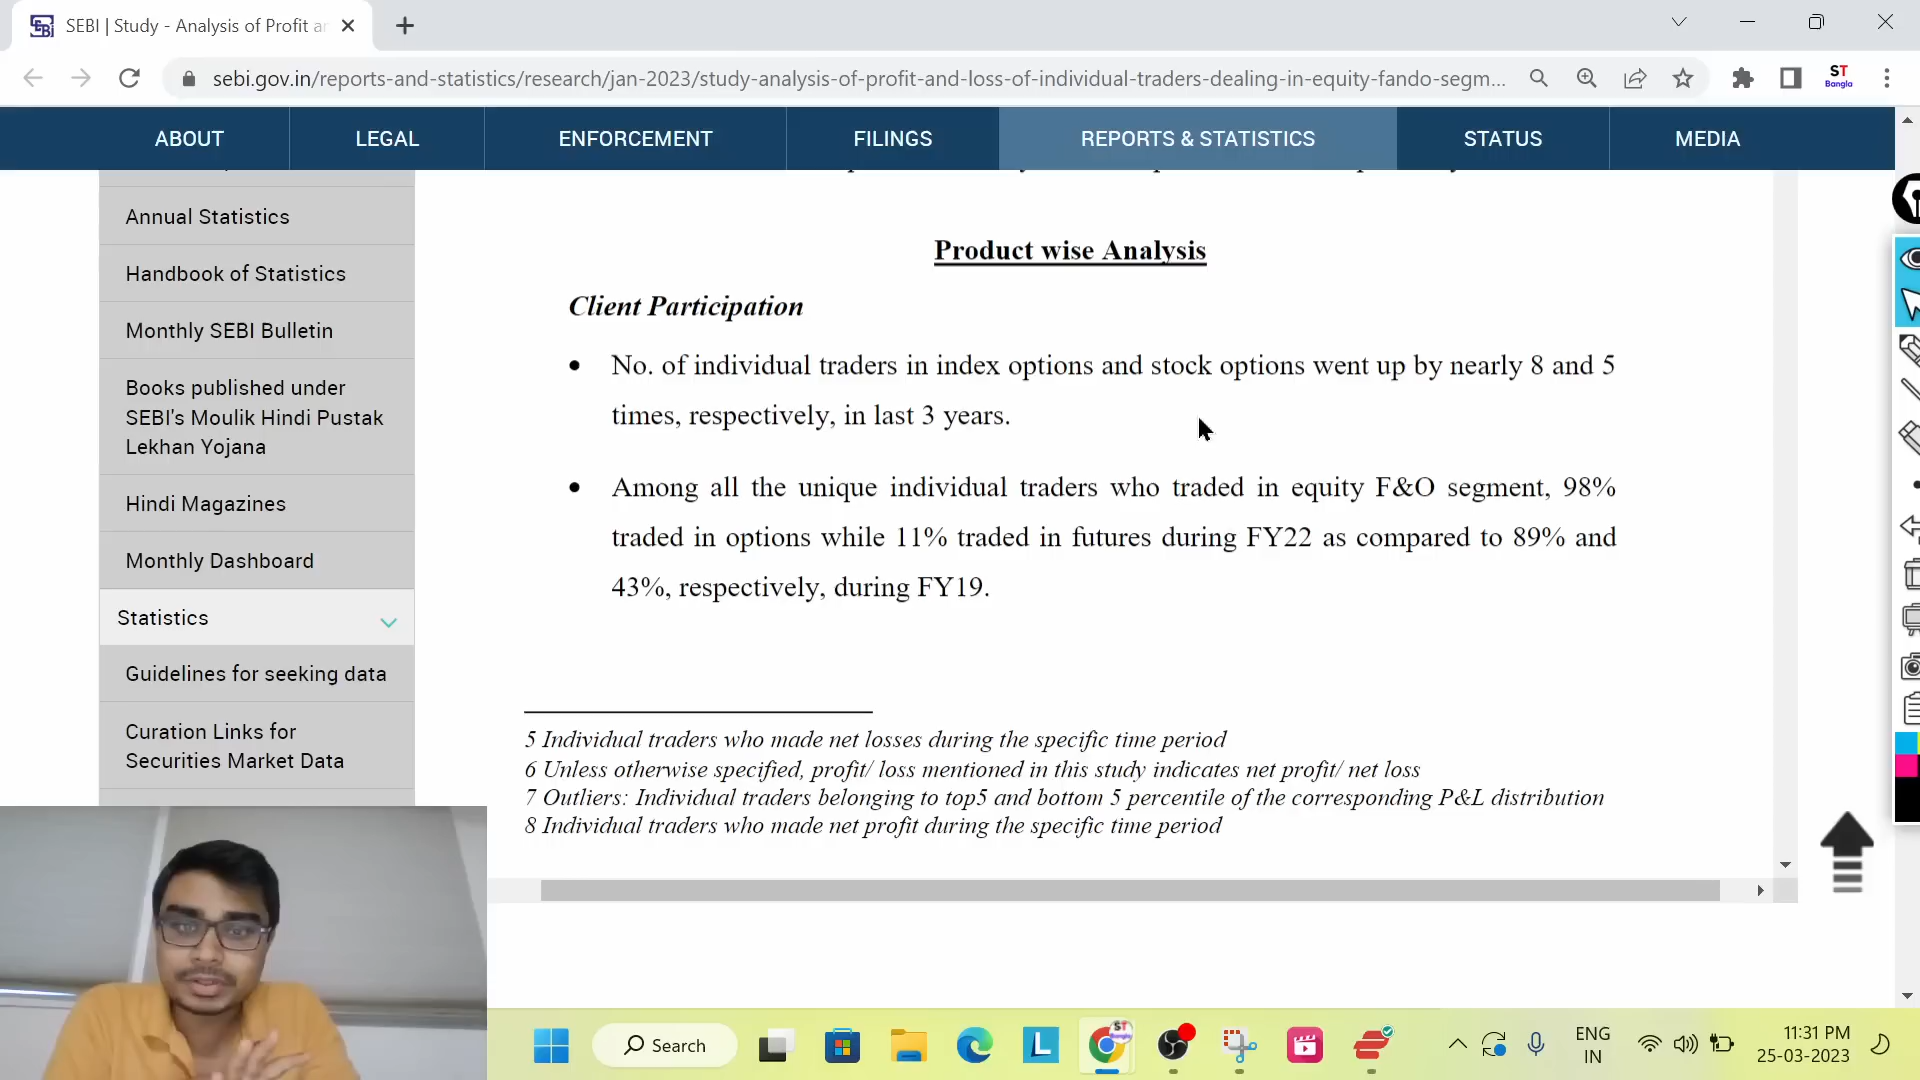 SEBI | Study - Analysis of Profit an
sebi.gov.in/reports-and-statistics/research/jan-2023/study-analysis-of-profit-and-loss-of-individual-traders-dealing-in-equity-fando-segm...
ST
Bangla
ABOUT
LEGAL
ENFORCEMENT
FILINGS
REPORTS & STATISTICS
STATUS
MEDIA
Annual Statistics
Handbook of Statistics
Monthly SEBI Bulletin
Books published under
SEBI's Moulik Hindi Pustak
Lekhan Yojana
Hindi Magazines
Monthly Dashboard
Statistics
Guidelines for seeking data
Curation Links for
Securities Market Data
Product wise Analysis
Client Participation
• No. of individual traders in index options and stock options went up by nearly 8 and 5
times, respectively, in last 3 years.
• Among all the unique individual traders who traded in equity F&O segment, 98%
traded in options while 11% traded in futures during FY22 as compared to 89% and
43%, respectively, during FY19.
5 Individual traders who made net losses during the specific time period
6 Unless otherwise specified, profit/ loss mentioned in this study indicates net profit/ net loss
7 Outliers: Individual traders belonging to top5 and bottom 5 percentile of the corresponding P&L distribution
8 Individual traders who made net profit during the specific time period
Search
L
ST
Bangla
ENG
IN
11:31 PM
25-03-2023